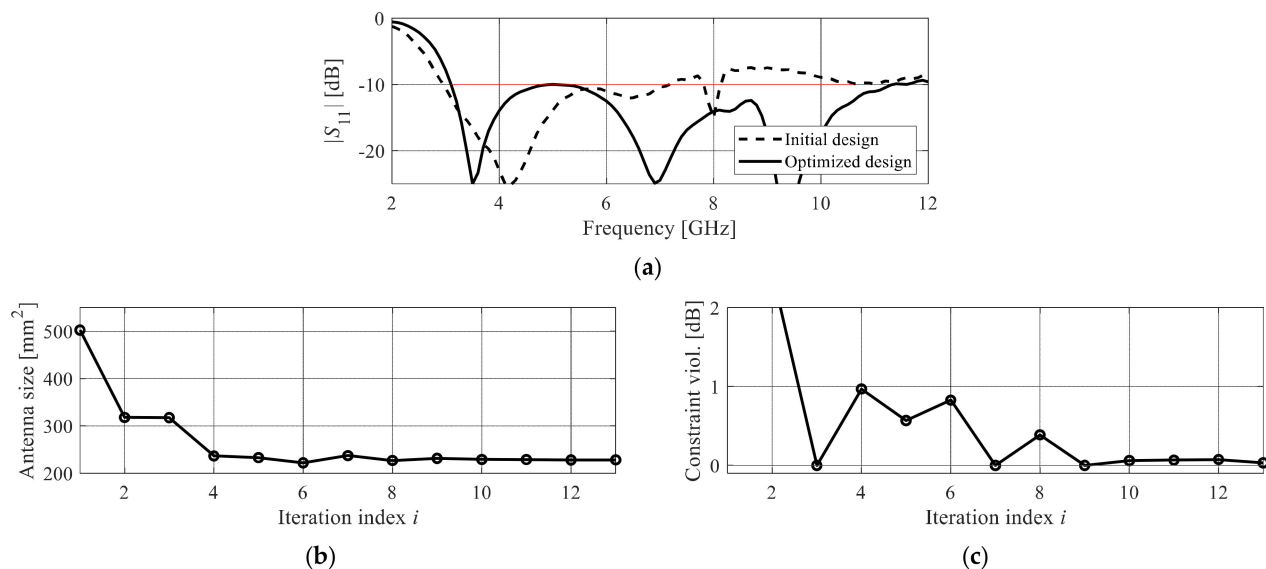 0
-10
-20
|S11| [dB]
Initial design
Optimized design
2 4 6 8 10 12
Frequency [GHz]
(a)
500
400
300
200
Antenna size [mm2]
2 4 6 8 10 12
Iteration index i
(b)
2
1
0
Constraint viol. [dB]
2 4 6 8 10 12
Iteration index i
(c)